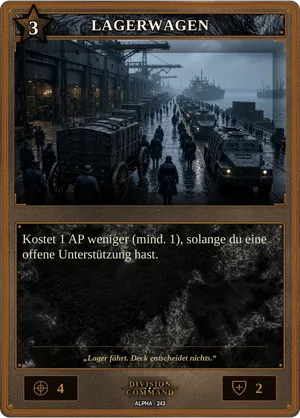 LAGERWAGEN
3
Kostet 1 AP weniger (mind. 1), solange du eine
offene Unterstützung hast.
„Lager fährt. Deck entscheidet nichts.“
4
DIVISION
COMMAND
ALPHA - 243
2